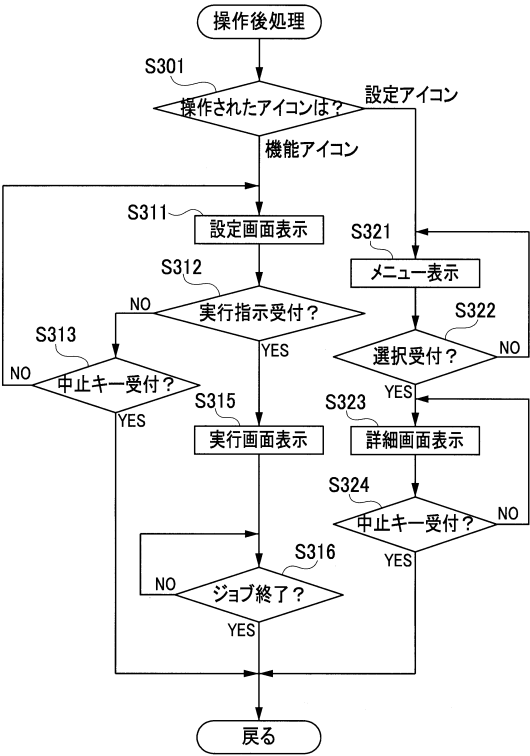 操作後処理
S301
操作されたアイコンは？
設定アイコン
機能アイコン
S311
設定画面表示
S321
メニュー表示
S312
実行指示受付？
NO
YES
S322
選択受付？
NO
YES
S313
中止キー受付？
NO
YES
S315
実行画面表示
S323
詳細画面表示
S324
中止キー受付？
NO
YES
S316
ジョブ終了？
NO
YES
戻る